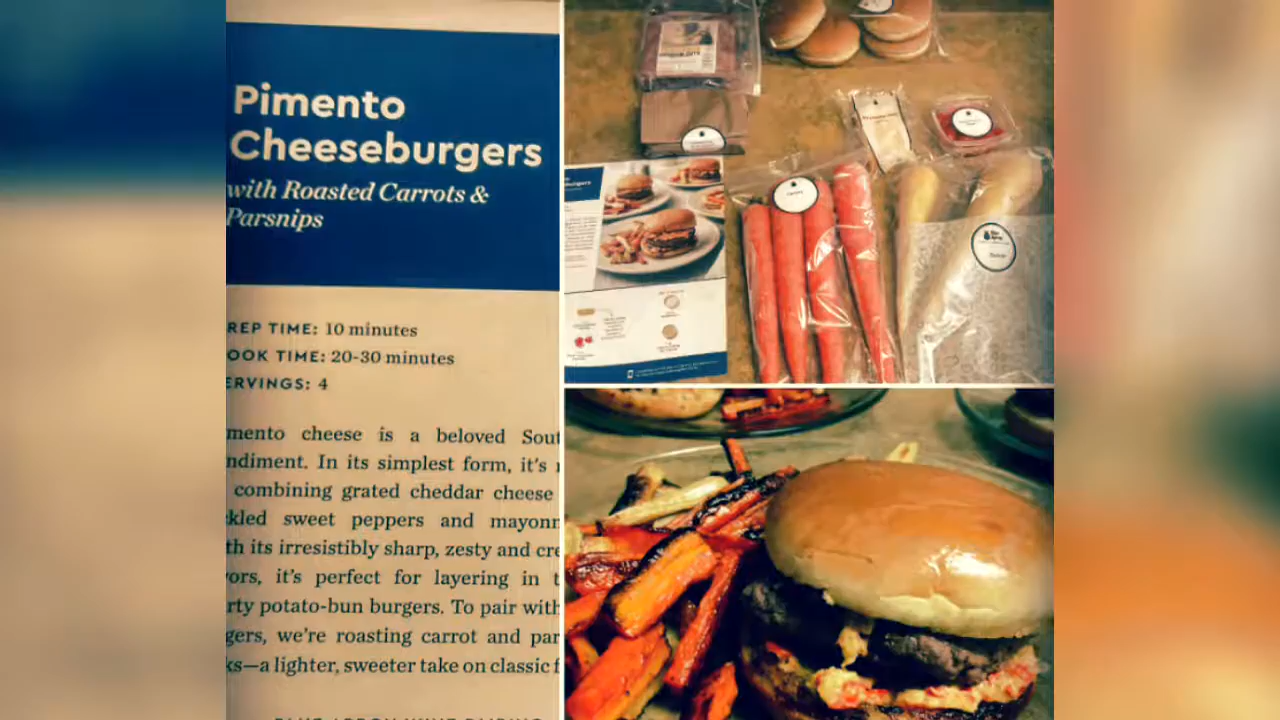 Pimento
Cheeseburgers
with Roasted Carrots &
Parsnips
REP TIME: 10 minutes
OOK TIME: 20-30 minutes
ERVINGS: 4
mento cheese is a beloved Sout
ndiment. In its simplest form, it's
combining grated cheddar cheese
kled sweet peppers and mayonn
th its irresistibly sharp, zesty and cre
vors, it's perfect for layering in t
rty potato-bun burgers. To pair with
gers, we're roasting carrot and par
ks—a lighter, sweeter take on classic f